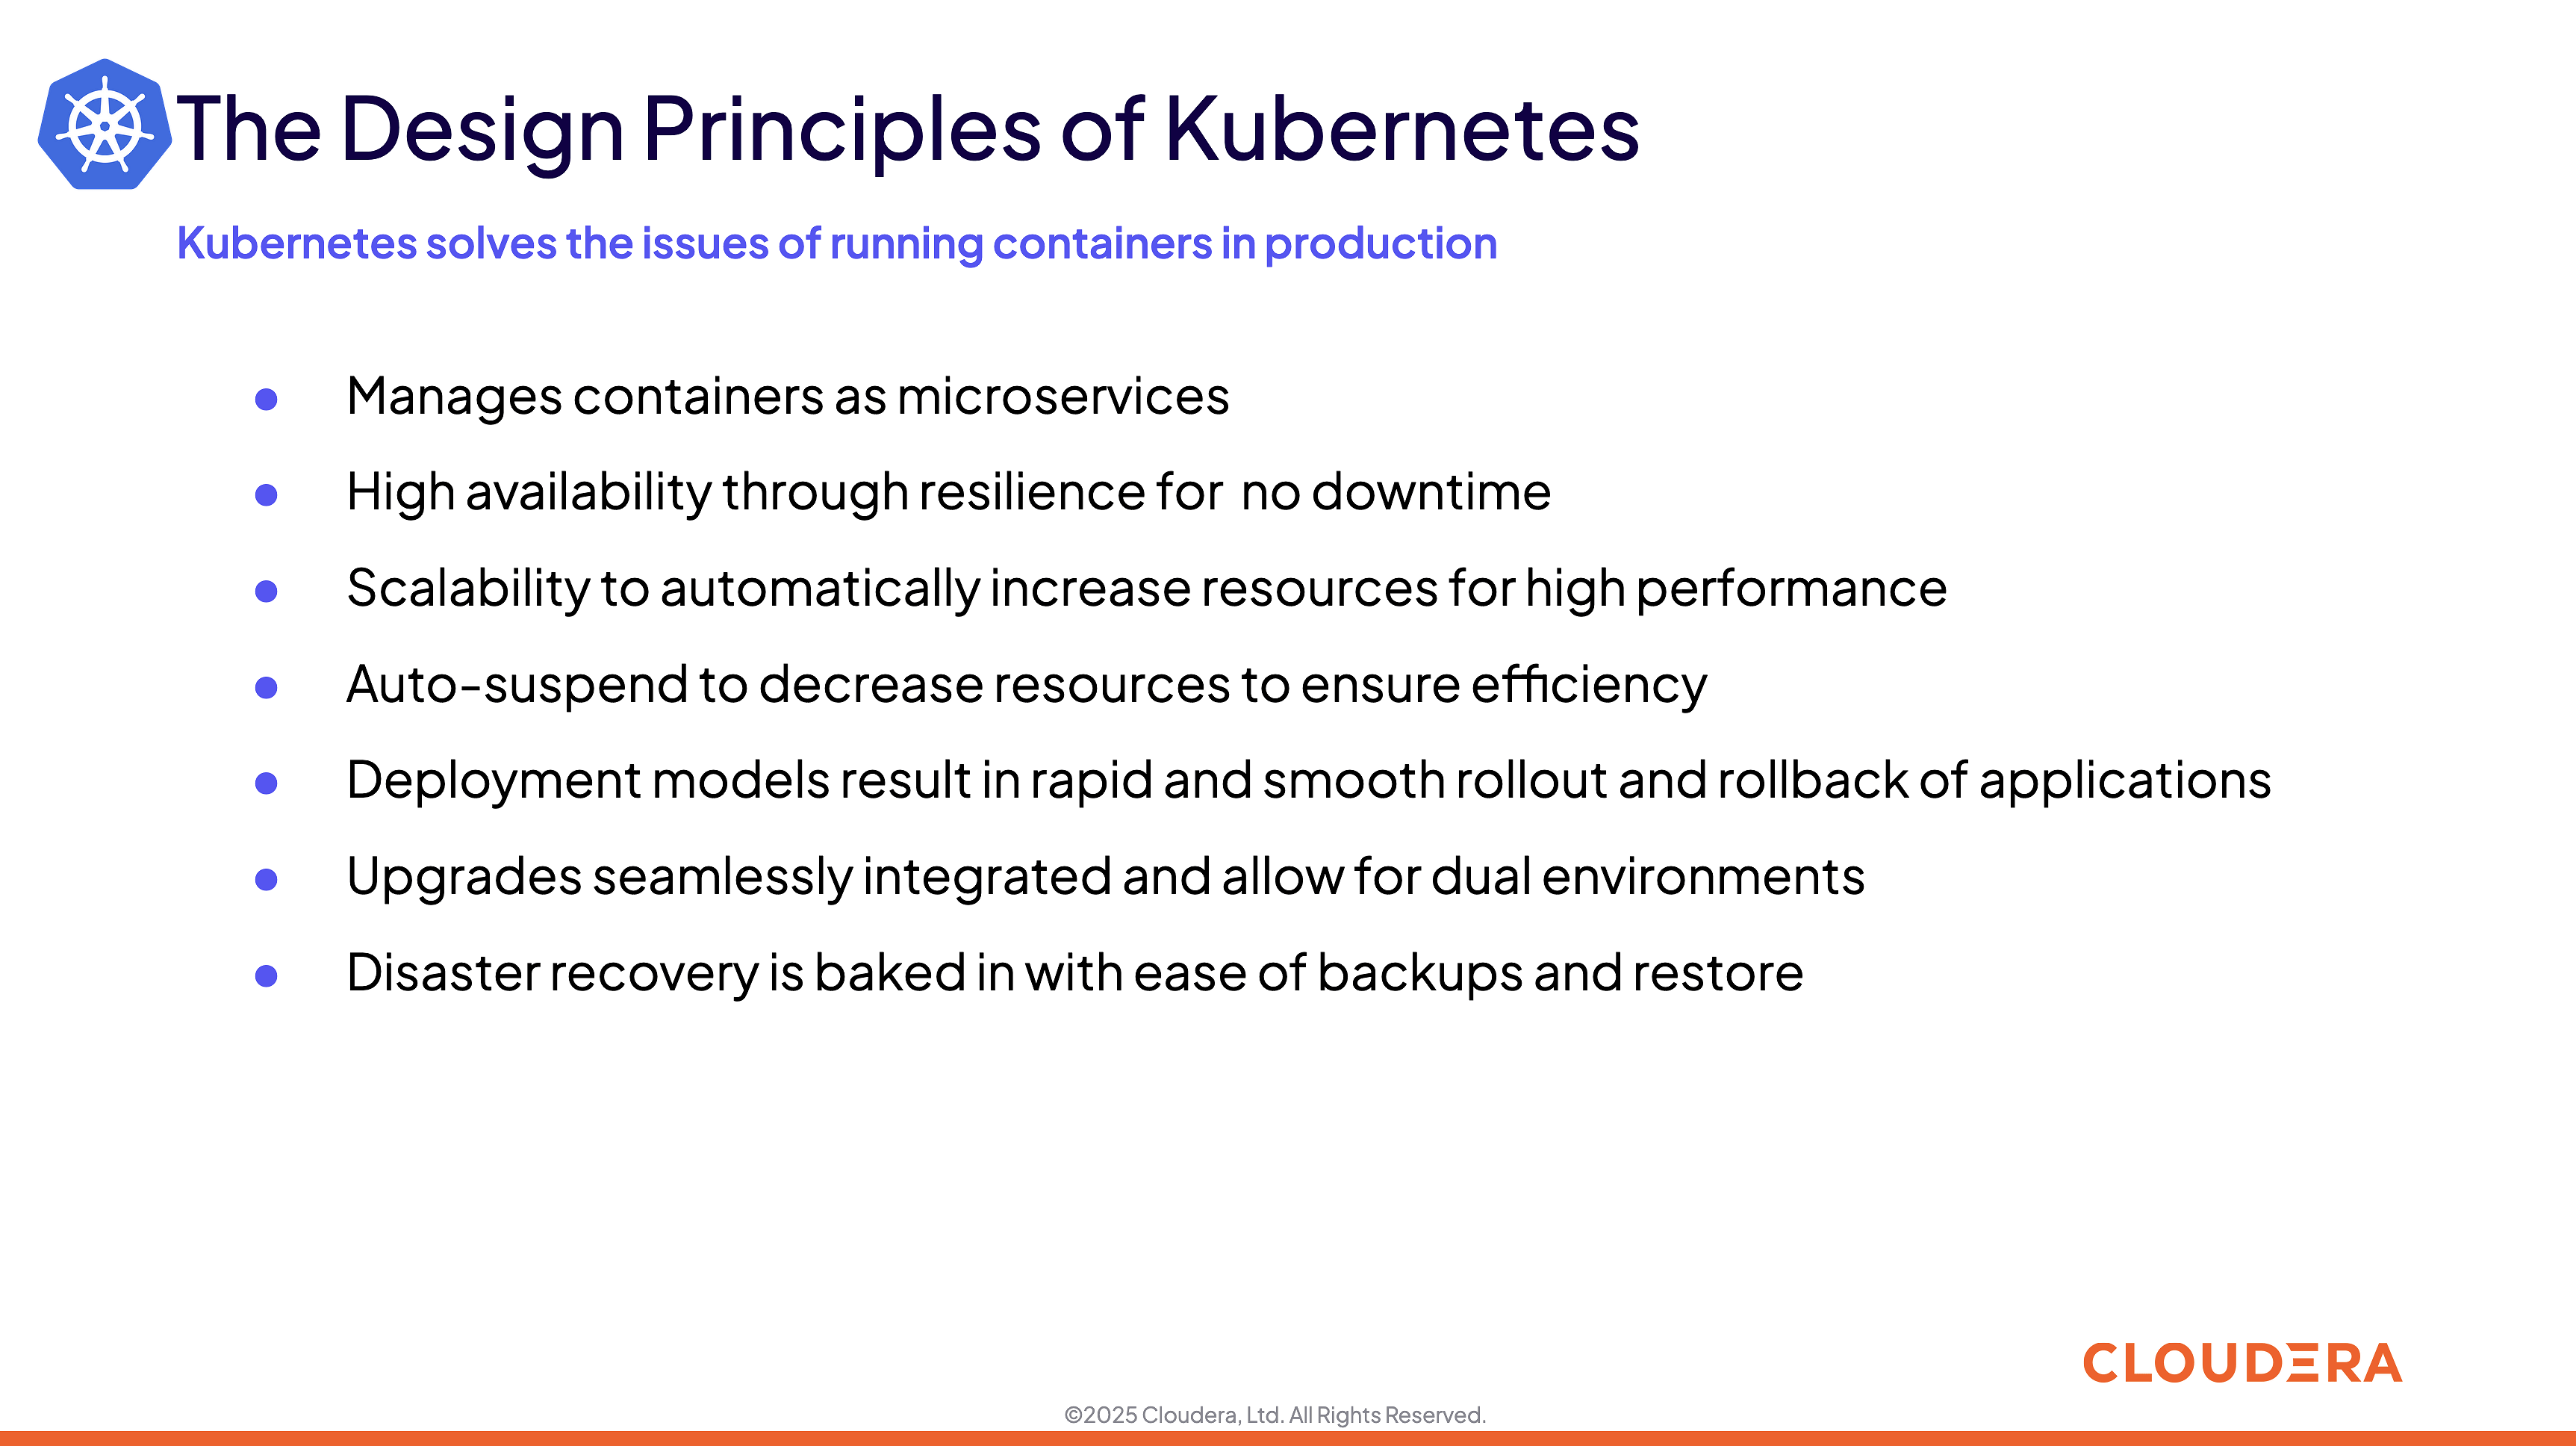 The Design Principles of Kubernetes
Kubernetes solves the issues of running containers in production
● Manages containers as microservices
● High availability through resilience for  no downtime
● Scalability to automatically increase resources for high performance
● Auto-suspend to decrease resources to ensure efficiency
● Deployment models result in rapid and smooth rollout and rollback of applications
● Upgrades seamlessly integrated and allow for dual environments
● Disaster recovery is baked in with ease of backups and restore
CLOUDERA
©2025 Cloudera, Ltd. All Rights Reserved.